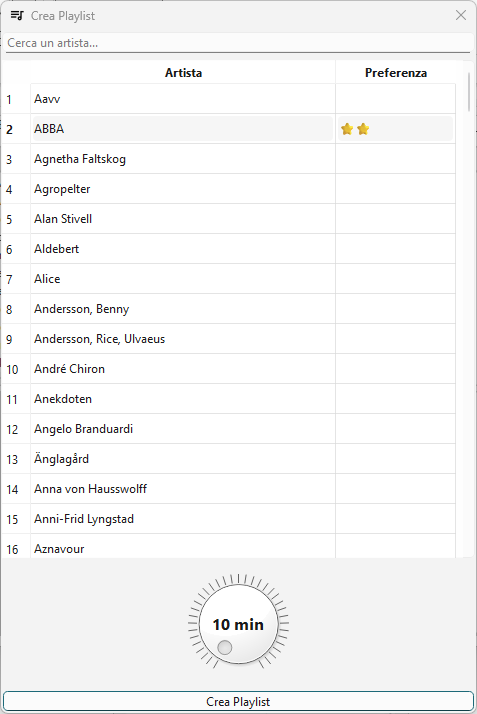 Crea Playlist
Cerca un artista...
Artista Preferenza
1 Aavv
2 ABBA
3 Agnetha Faltskog
4 Agropelter
5 Alan Stivell
6 Aldebert
7 Alice
8 Andersson, Benny
9 Andersson, Rice, Ulvaeus
10 André Chiron
11 Anekdoten
12 Angelo Branduardi
13 Änglagård
14 Anna von Hausswolff
15 Anni-Frid Lyngstad
16 Aznavour
10 min
Crea Playlist